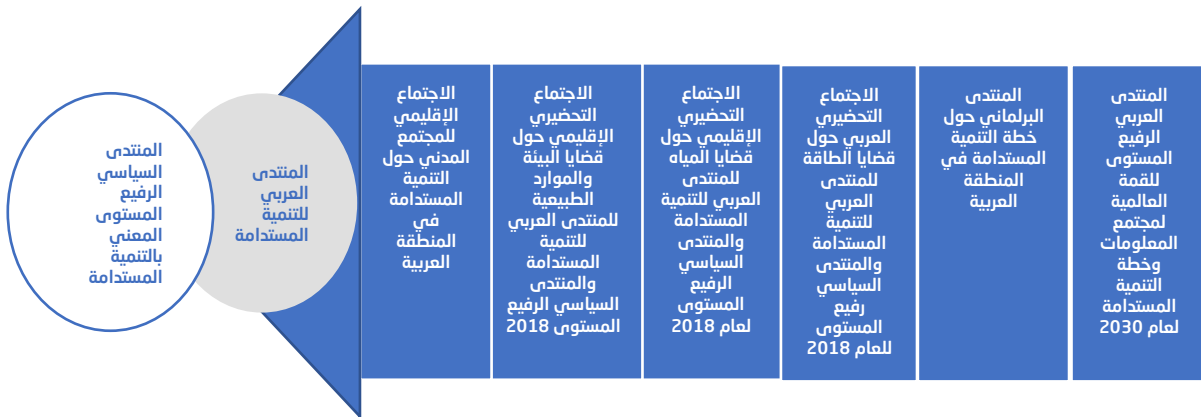 المنتدى
العربي
الرفيع
المستوى
للقمة
العالمية
لمجتمع
المعلومات
وخطة
التنمية
المستدامة
لعام 2030
المنتدى
البرلماني حول
خطة التنمية
المستدامة في
المنطقة
العربية
الاجتماع
التحضيري
العربي حول
قضايا الطاقة
للمنتدى
العربي
للتنمية
المستدامة
والمنتدى
السياسي
رفيع
المستوى
للعام 2018
الاجتماع
التحضيري
الإقليمي حول
قضايا المياه
للمنتدى
العربي للتنمية
المستدامة
والمنتدى
السياسي
الرفيع
المستوى
لعام 2018
الاجتماع
التحضيري
الإقليمي حول
قضايا البيئة
والموارد
الطبيعية
للمنتدى العربي
للتنمية
المستدامة
والمنتدى
السياسي الرفيع
المستوى 2018
الاجتماع
الإقليمي
للمجتمع
المدني حول
التنمية
المستدامة
في
المنطقة
العربية
المنتدى
العربي
للتنمية
المستدامة
المنتدى
السياسي
الرفيع
المستوى
المعني
بالتنمية
المستدامة